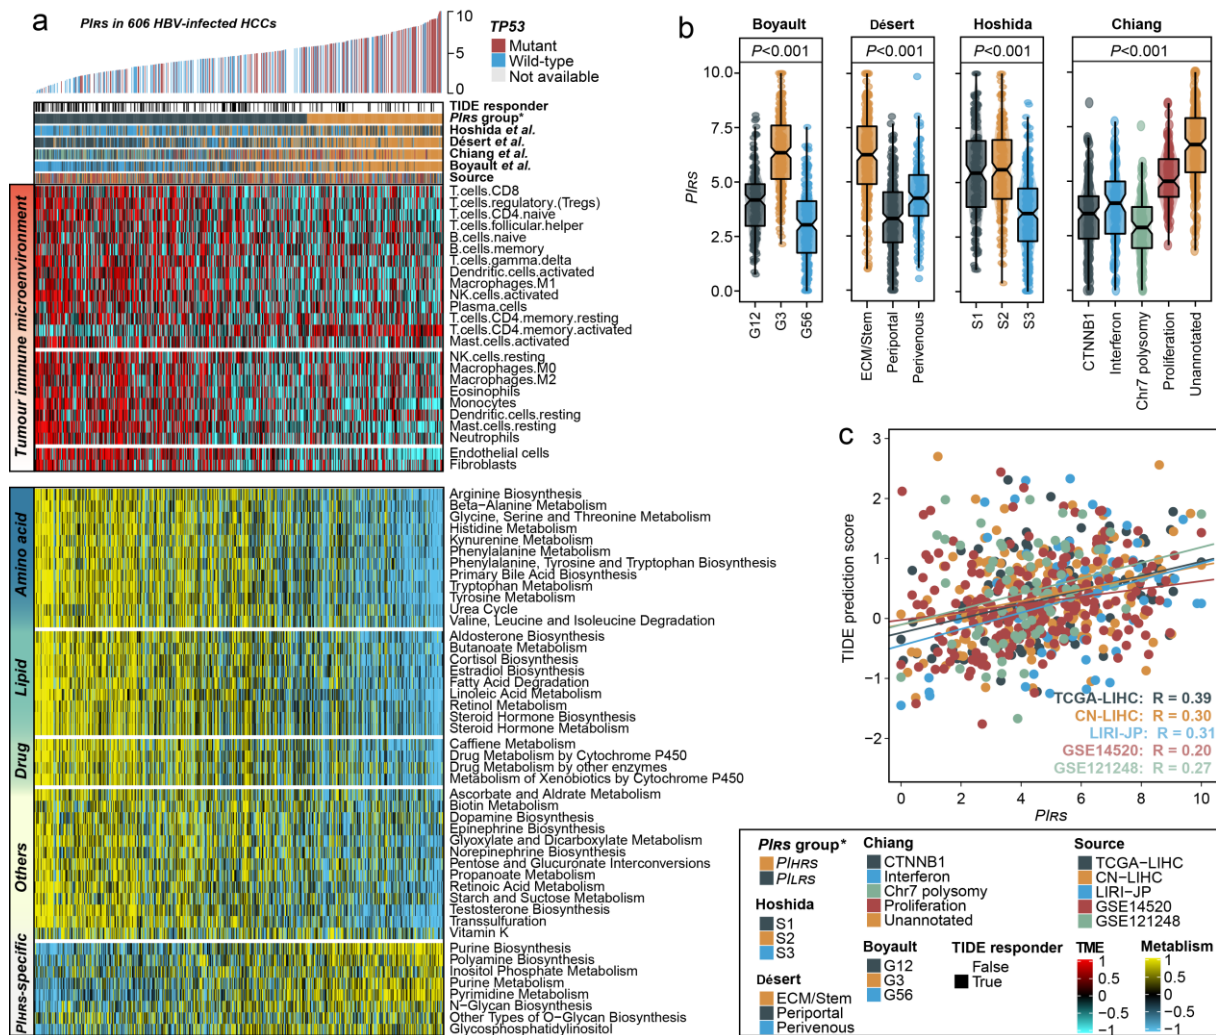 a
PIRS in 606 HBV-infected HCCs
10
5
0
TP53
Mutant
Wild-type
Not available
TIDE responder
PIRS group*
Hoshida et al.
Désert et al.
Chiang et al.
Boyault et al.
Source
Tumour immune microenvironment
T.cells.CD8
T.cells.regulatory.(Tregs)
T.cells.CD4.naive
T.cells.follicular.helper
B.cells.naive
B.cells.memory
T.cells.gamma.delta
Dendritic.cells.activated
Macrophages.M1
NK.cells.activated
Plasma.cells
T.cells.CD4.memory.resting
T.cells.CD4.memory.activated
Mast.cells.activated
NK.cells.resting
Macrophages.M0
Macrophages.M2
Eosinophils
Monocytes
Dendritic.cells.resting
Mast.cells.resting
Neutrophils
Endothelial cells
Fibroblasts
Amino acid
Arginine Biosynthesis
Beta−Alanine Metabolism
Glycine, Serine and Threonine Metabolism
Histidine Metabolism
Kynurenine Metabolism
Phenylalanine Metabolism
Phenylalanine, Tyrosine and Tryptophan Biosynthesis
Primary Bile Acid Biosynthesis
Tryptophan Metabolism
Tyrosine Metabolism
Urea Cycle
Valine, Leucine and Isoleucine Degradation
Lipid
Aldosterone Biosynthesis
Butanoate Metabolism
Cortisol Biosynthesis
Estradiol Biosynthesis
Fatty Acid Degradation
Linoleic Acid Metabolism
Retinol Metabolism
Steroid Hormone Biosynthesis
Steroid Hormone Metabolism
Drug
Caffiene Metabolism
Drug Metabolism by Cytochrome P450
Drug Metabolism by other enzymes
Metabolism of Xenobiotics by Cytochrome P450
Others
Ascorbate and Aldrate Metabolism
Biotin Metabolism
Dopamine Biosynthesis
Epinephrine Biosynthesis
Glyoxylate and Dicarboxylate Metabolism
Norepinephrine Biosynthesis
Pentose and Glucuronate Interconversions
Propanoate Metabolism
Retinoic Acid Metabolism
Starch and Suctose Metabolism
Testosterone Biosynthesis
Transsulfuration
Vitamin K
PIHRS-specific
Purine Biosynthesis
Polyamine Biosynthesis
Inositol Phosphate Metabolism
Purine Metabolism
Pyrimidine Metabolism
N−Glycan Biosynthesis
Other Types of O−Glycan Biosynthesis
Glycosphosphatidylinositol
b
Boyault
Désert
Hoshida
Chiang
P<0.001
P<0.001
P<0.001
P<0.001
PIRS
10.0
7.5
5.0
2.5
0.0
G12
G3
G56
ECM/Stem
Periportal
Perivenous
S1
S2
S3
CTNNB1
Interferon
Chr7 polysomy
Proliferation
Unannotated
c
TIDE prediction score
3
2
1
0
−1
−2
TCGA-LIHC: R = 0.39
CN-LIHC: R = 0.30
LIRI-JP: R = 0.31
GSE14520: R = 0.20
GSE121248: R = 0.27
0
2
4
6
8
10
PIRS
PIRS group*
PIHRS
PILRS
Hoshida
S1
S2
S3
Désert
ECM/Stem
Periportal
Perivenous
Chiang
CTNNB1
Interferon
Chr7 polysomy
Proliferation
Unannotated
Boyault
G12
G3
G56
TIDE responder
False
True
Source
TCGA−LIHC
CN−LIHC
LIRI−JP
GSE14520
GSE121248
TME
1
0.5
0
−0.5
−1
Metablism
1
0.5
0
−0.5
−1